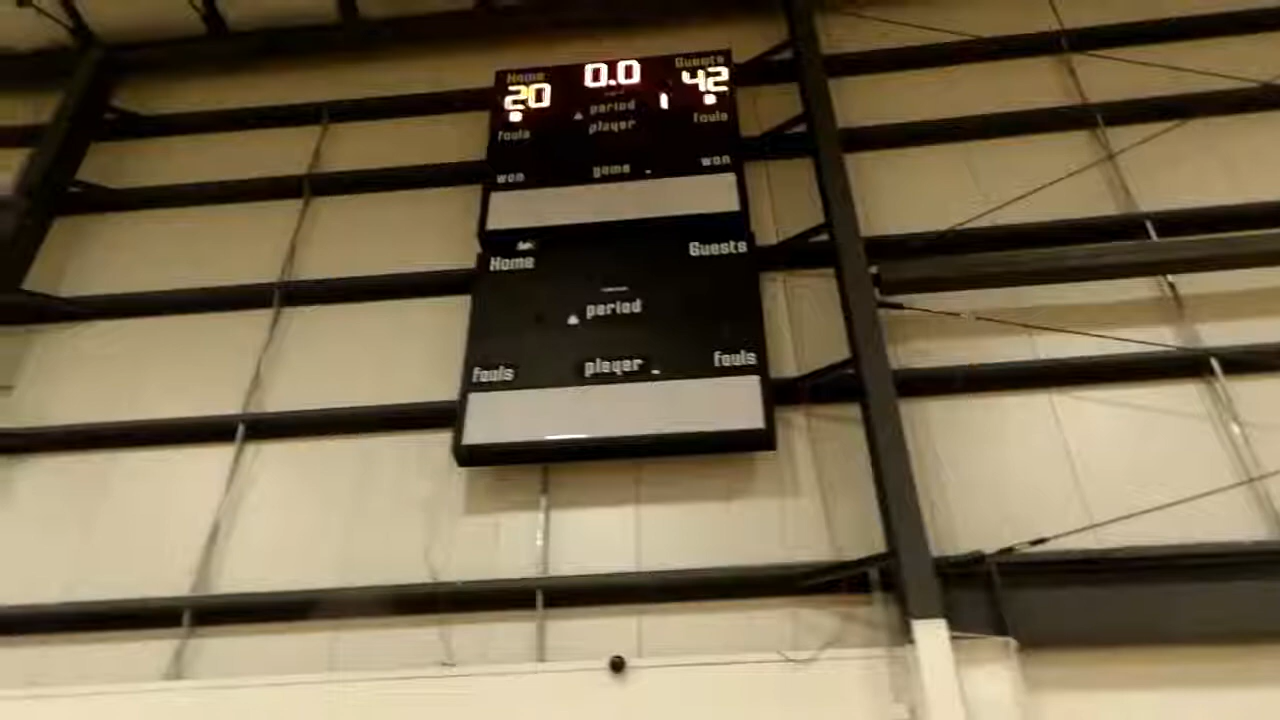 Home 0.0 Guests
20 42
period 1
fouls player fouls
won game won
Home Guests
period
fouls player fouls